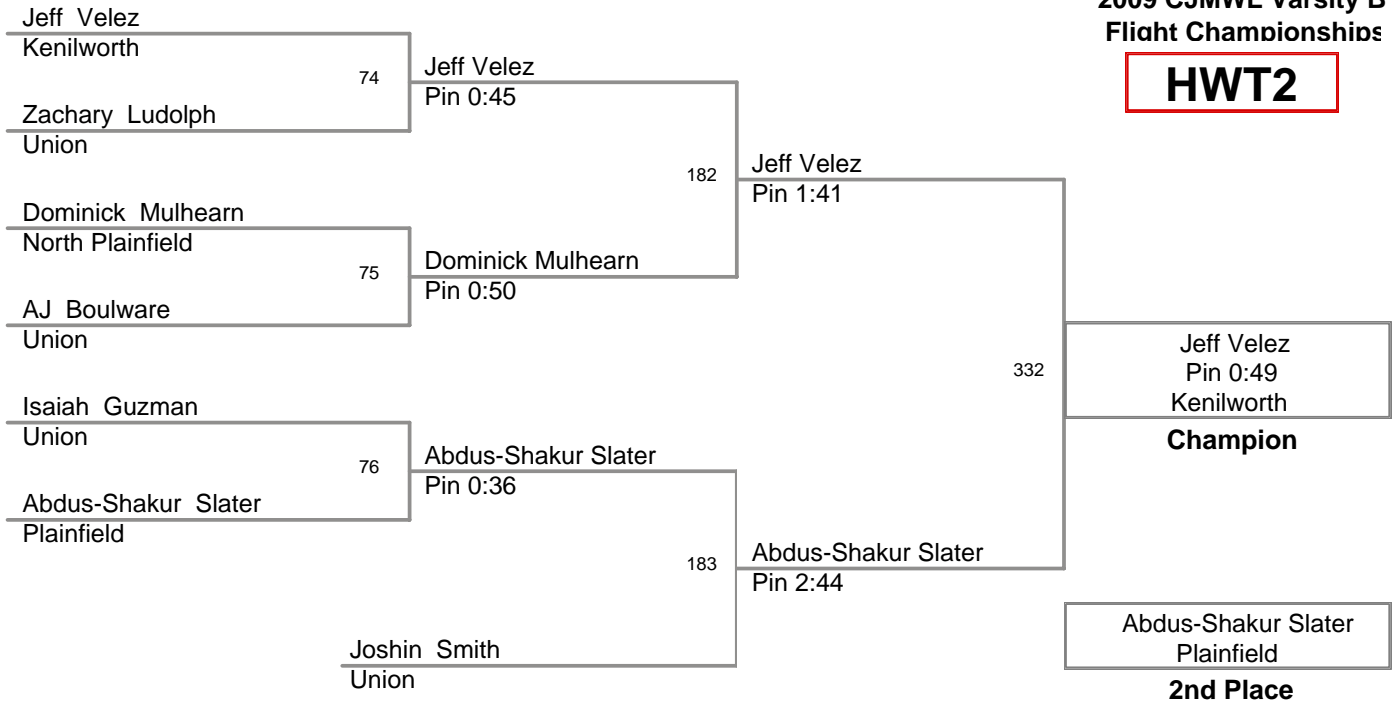 2009 CJMWL Varsity B
Flight Championships
HWT2
Jeff Velez
Kenilworth
74
Zachary Ludolph
Union
Jeff Velez
Pin 0:45
182
Dominick Mulhearn
North Plainfield
75
AJ Boulware
Union
Dominick Mulhearn
Pin 0:50
Jeff Velez
Pin 1:41
332
Isaiah Guzman
Union
76
Abdus-Shakur Slater
Plainfield
Abdus-Shakur Slater
Pin 0:36
183
Joshin Smith
Union
Abdus-Shakur Slater
Pin 2:44
Jeff Velez
Pin 0:49
Kenilworth
Champion
Abdus-Shakur Slater
Plainfield
2nd Place